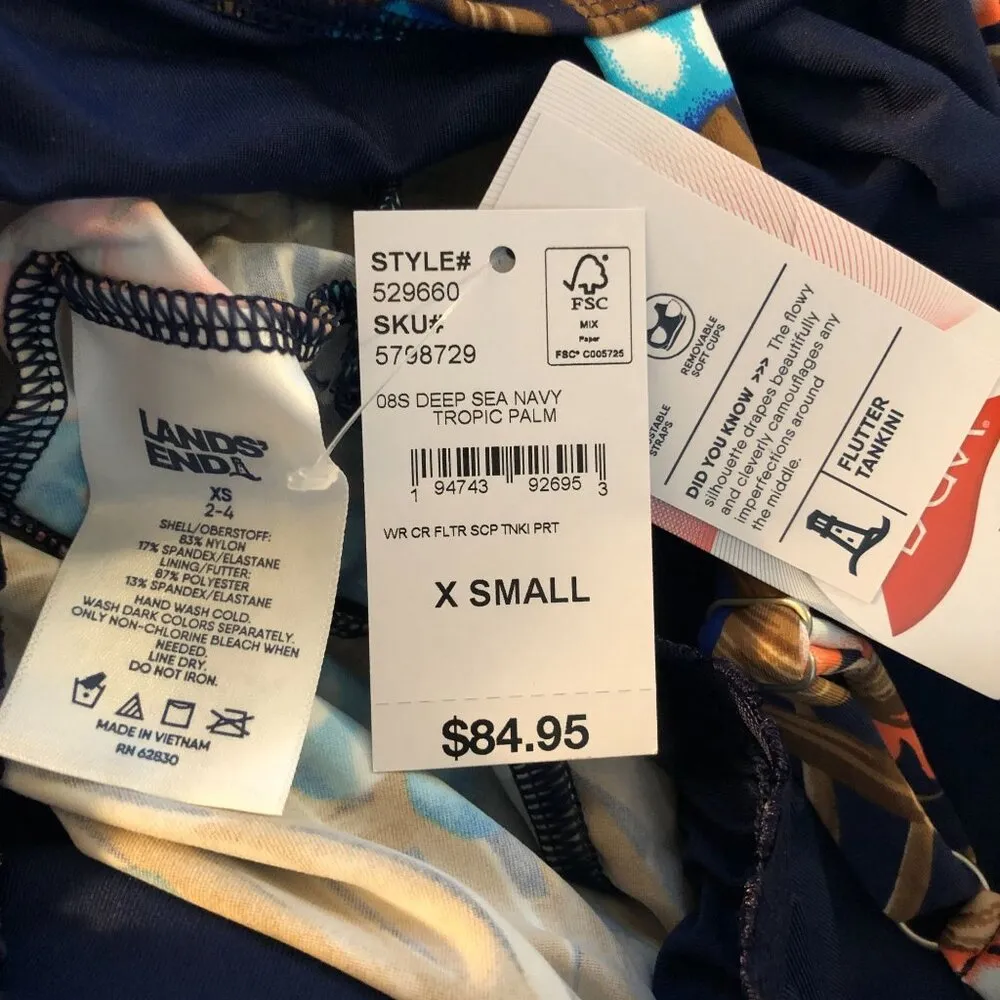 LANDS'
END
XS
2-4
SHELL/OBERSTOFF:
83% NYLON
17% SPANDEX/ELASTANE
LINING/FUTTER:
87% POLYESTER
13% SPANDEX/ELASTANE
HAND WASH COLD.
WASH DARK COLORS SEPARATELY.
ONLY NON-CHLORINE BLEACH WHEN
NEEDED.
LINE DRY.
DO NOT IRON.
MADE IN VIETNAM
RN 62830
STYLE#
529660
SKU#
5798729
FSC
MIX
Paper
FSC® C005725
08S DEEP SEA NAVY
TROPIC PALM
1 94743 92695 3
WR CR FLTR SCP TNKI PRT
X SMALL
$84.95
REMOVABLE
SOFT CUPS
STRAPS
DID YOU KNOW >>> The flowy
silhouette drapes beautifully
and cleverly camouflages any
imperfections around
the middle.
FLUTTER
TANKINI